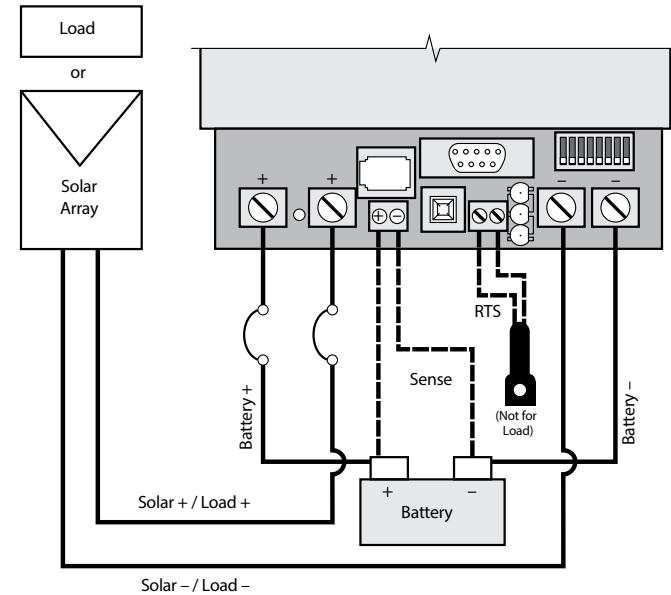 Load
or
Solar
Array
+
+
–
–
+ –
RTS
Sense
(Not for
Load)
Battery +
Battery –
+
–
Battery
Solar + / Load +
Solar – / Load –